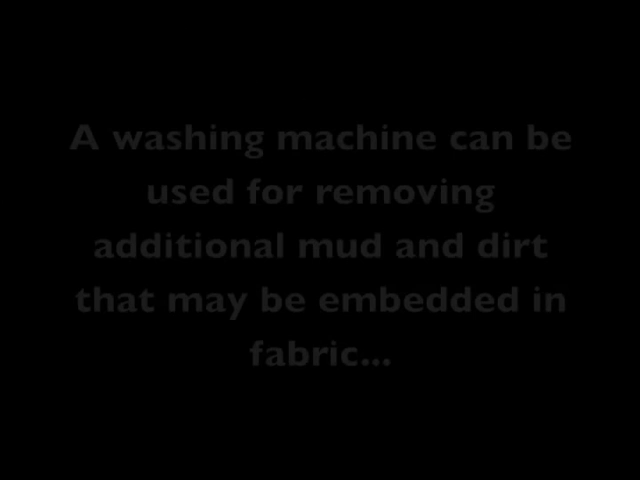 A washing machine can be
used for removing
additional mud and dirt
that may be embedded in
fabric...